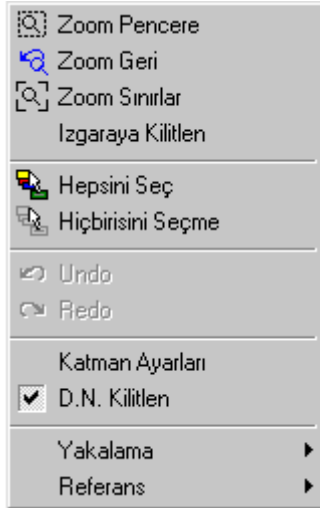 Zoom Pencere
Zoom Geri
Zoom Sınırlar
Izgaraya Kilitlen
Hepsini Seç
Hiçbirisini Seçme
Undo
Redo
Katman Ayarları
D.N. Kilitlen
Yakalama
Referans